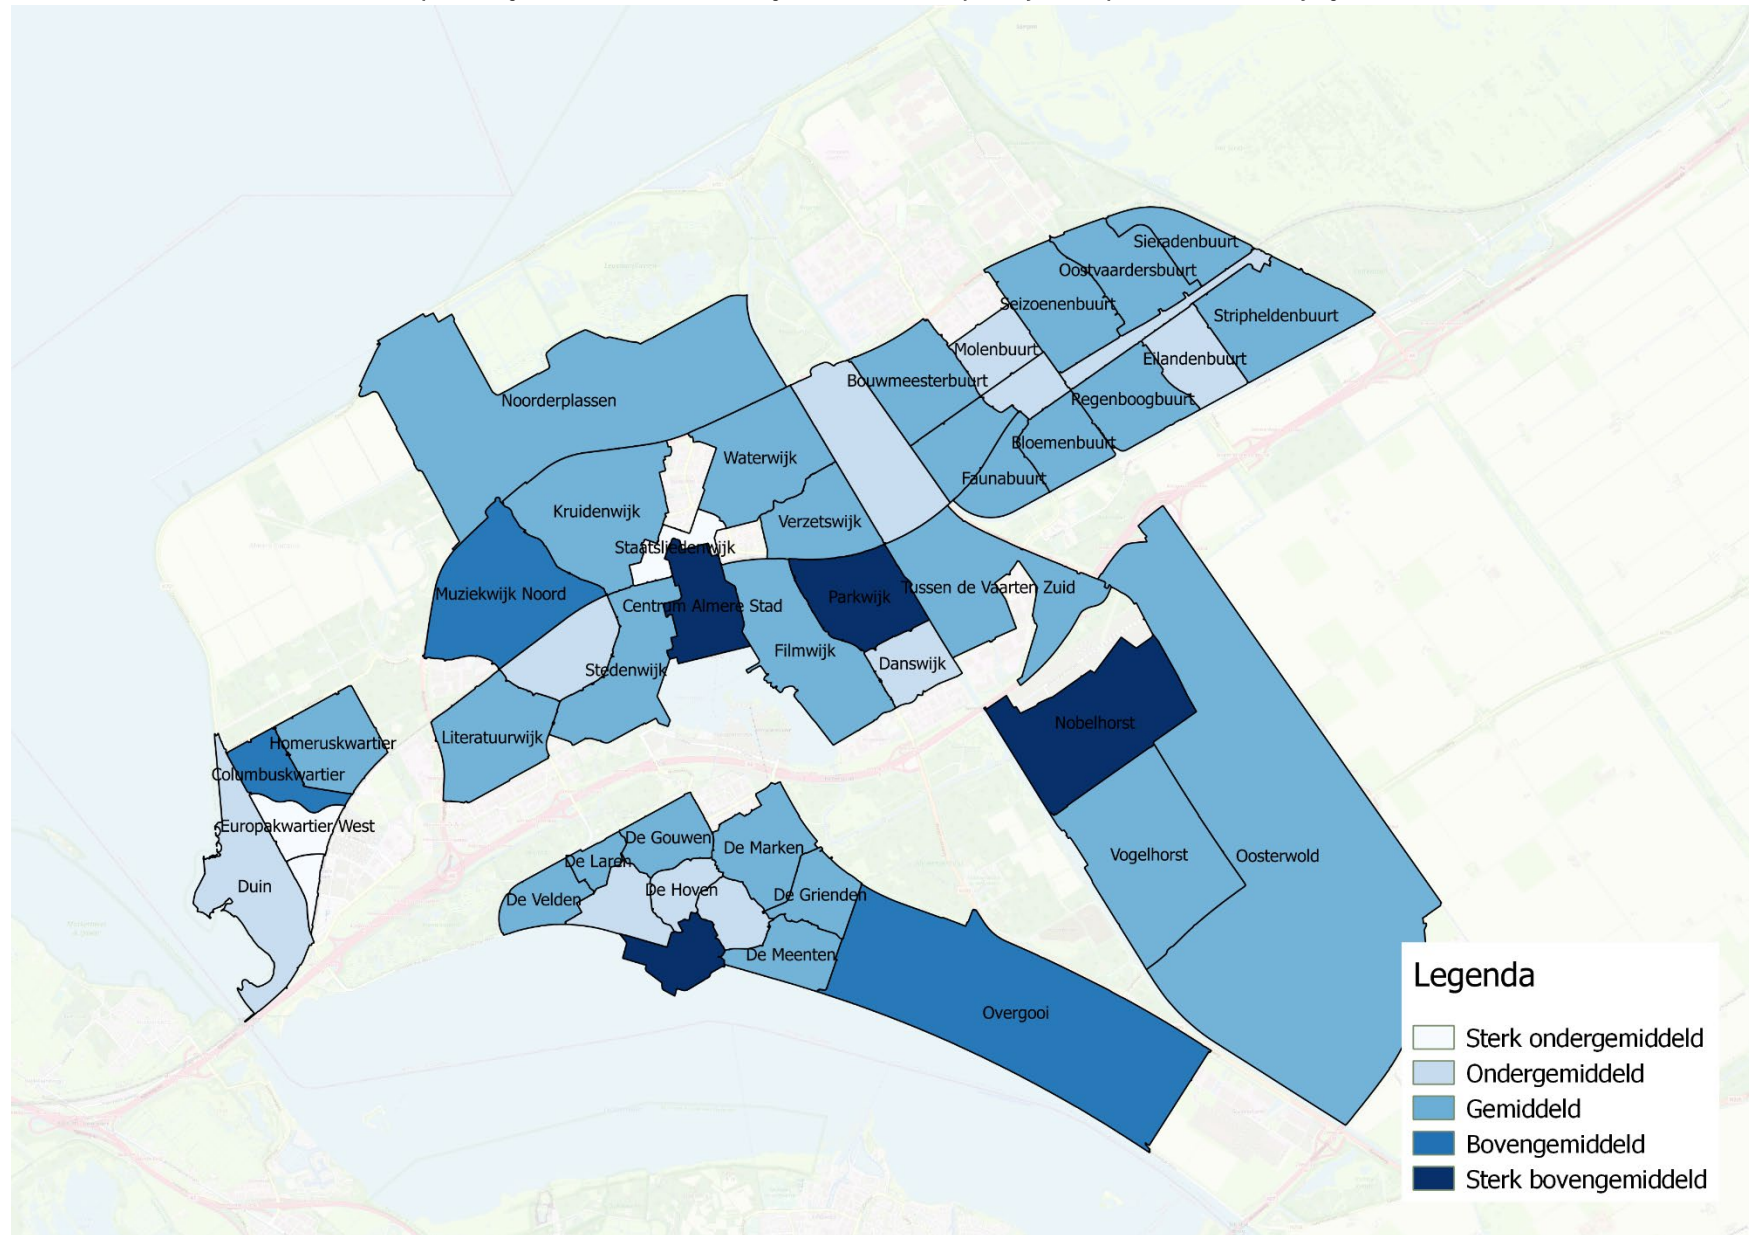 Sieradenbuurt
Oostvaardersbuurt
Seizoenenbuurt
Stripheldenbuurt
Molenbuurt
Eilandenbuurt
Bouwmeesterbuurt
Regenboogbuurt
Noorderplassen
Bloemenbuurt
Waterwijk
Faunabuurt
Kruidenwijk
Verzetswijk
Staatsliedenwijk
Muziekwijk Noord
Tussen de Vaarten Zuid
Parkwijk
Centrum Almere Stad
Filmwijk
Danswijk
Stedenwijk
Nobelhorst
Literatuurwijk
Homeruskwartier
Columbuskwartier
Europakwartier West
De Gouwen
De Marken
Vogelhorst
Oosterwold
De Laren
Duin
De Hoven
De Grienden
De Velden
De Meenten
Overgooi
Legenda
Sterk ondergemiddeld
Ondergemiddeld
Gemiddeld
Bovengemiddeld
Sterk bovengemiddeld